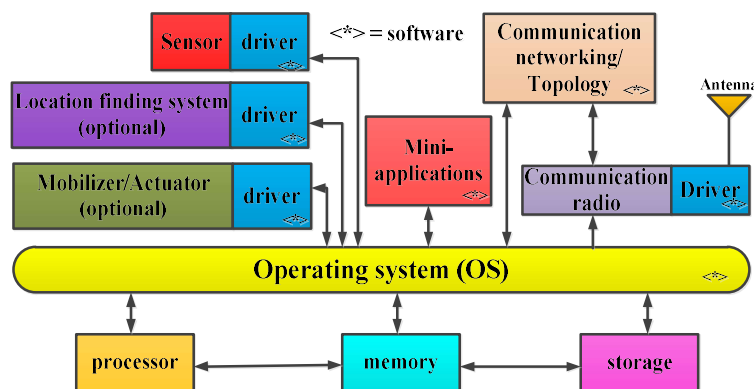 Sensor
driver
<*>
<*> = software
Communication
networking/
Topology
<*>
Antenna
Location finding system
(optional)
driver
<*>
Mini-
applications
<*>
Mobilizer/Actuator
(optional)
driver
<*>
Communication
radio
Driver
<*>
Operating system (OS)
<*>
processor
memory
storage